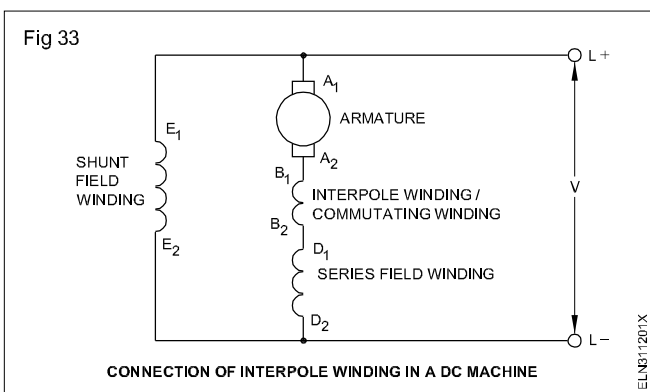 Fig 33
L+
A1
ARMATURE
E1
A2
SHUNT
FIELD
WINDING
B1
INTERPOLE WINDING /
COMMUTATING WINDING
V
B2
E2
D1
SERIES FIELD WINDING
D2
L–
CONNECTION OF INTERPOLE WINDING IN A DC MACHINE
ELN311201X